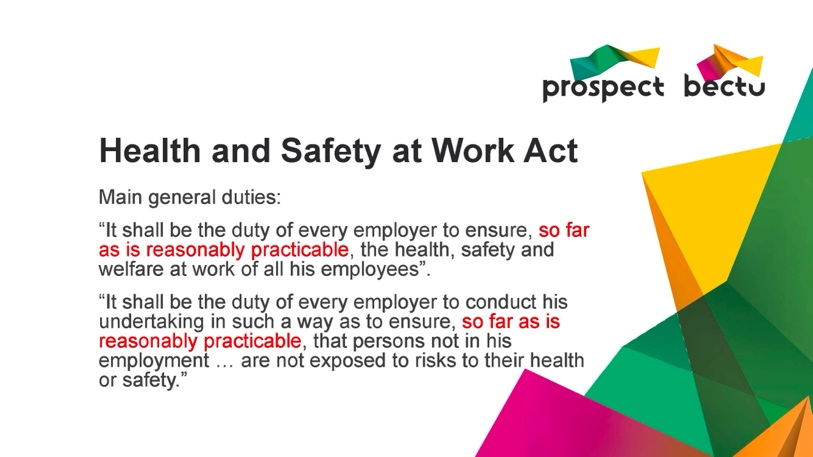 prospect bectu
Health and Safety at Work Act
Main general duties:
“It shall be the duty of every employer to ensure, so far
as is reasonably practicable, the health, safety and
welfare at work of all his employees”.
“It shall be the duty of every employer to conduct his
undertaking in such a way as to ensure, so far as is
reasonably practicable, that persons not in his
employment … are not exposed to risks to their health
or safety.”